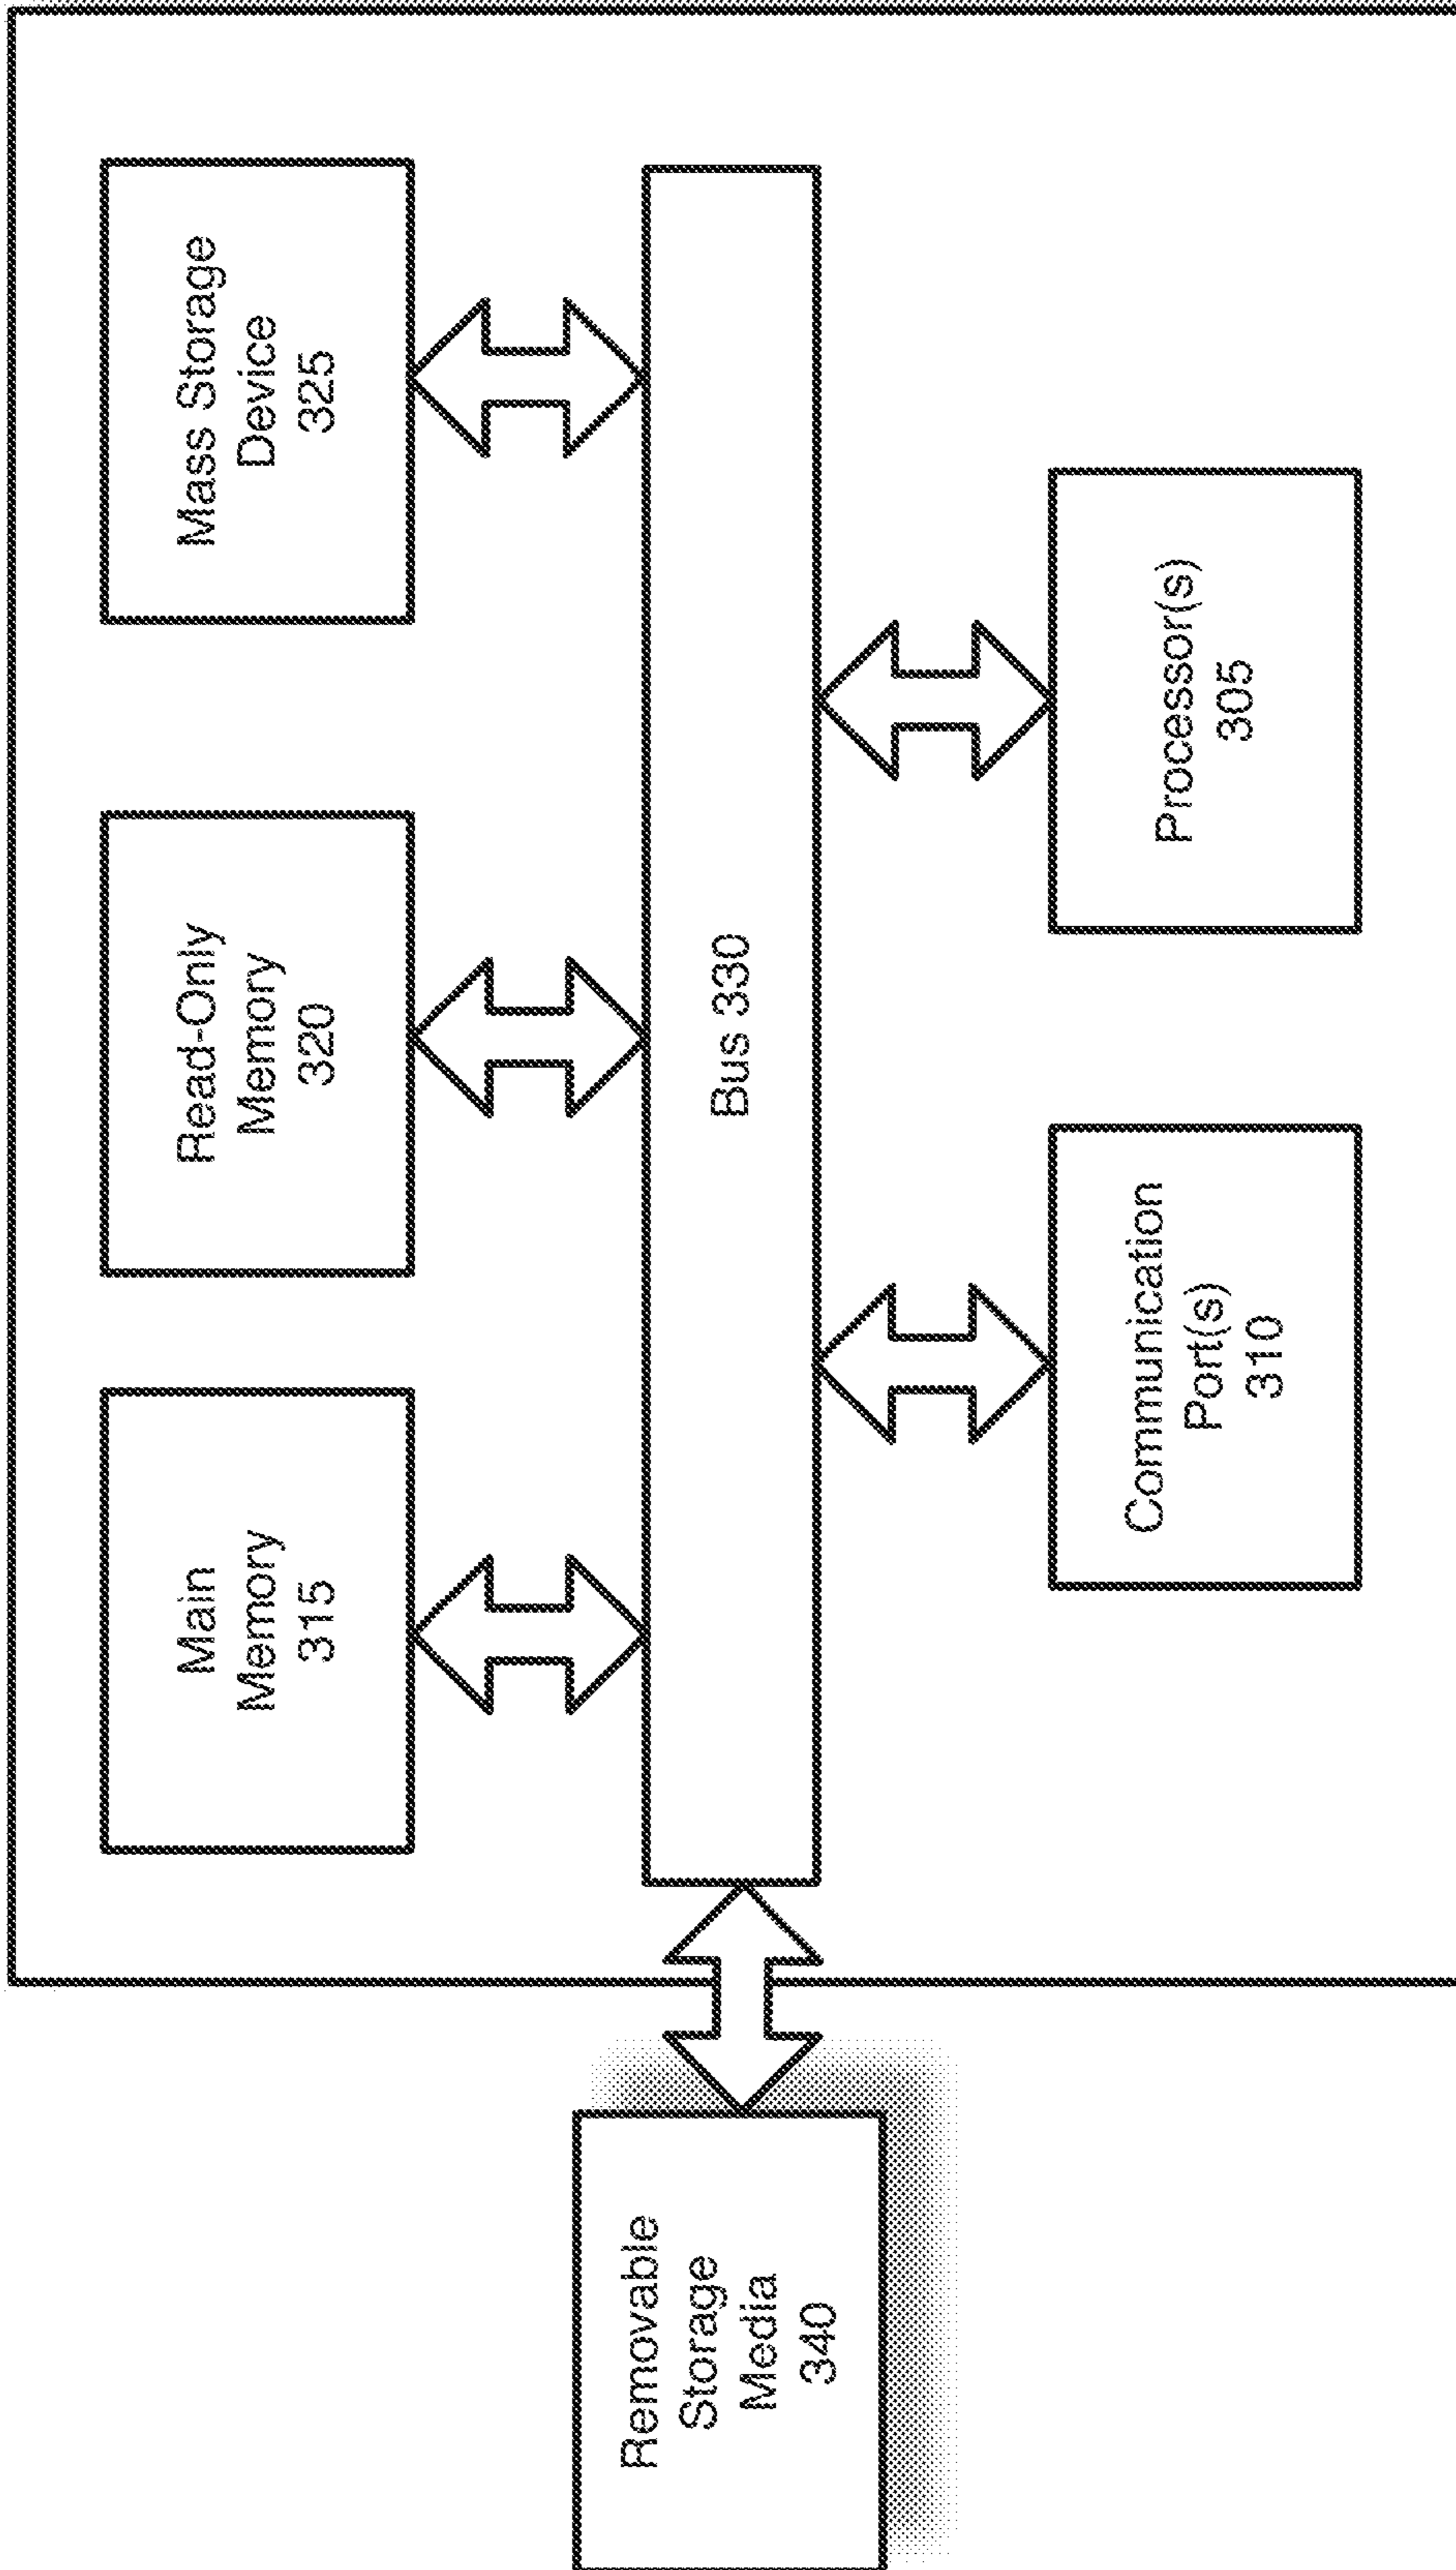 Main
Memory
315
Read-Only
Memory
320
Mass Storage
Device
325
Removable
Storage
Media
340
Bus 330
Communication
Port(s)
310
Processor(s)
305